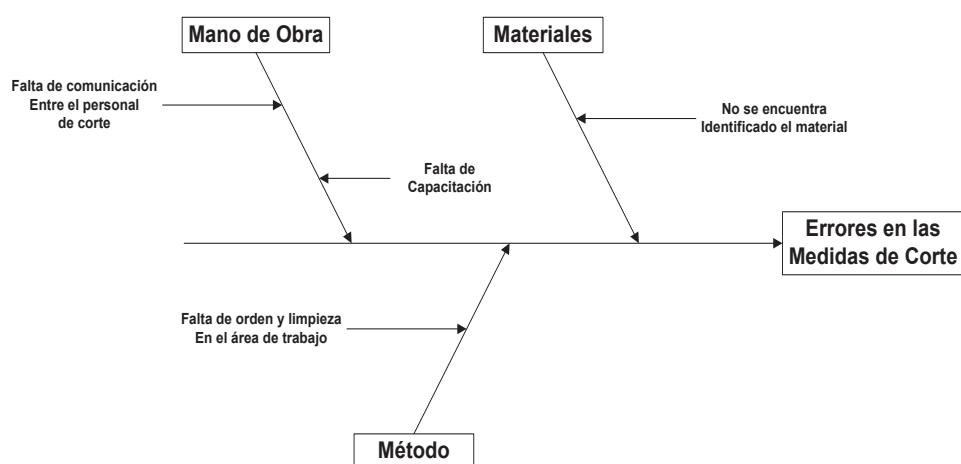 Mano de Obra
Materiales
Falta de comunicación
Entre el personal
de corte
No se encuentra
Identificado el material
Falta de
Capacitación
Errores en las
Medidas de Corte
Falta de orden y limpieza
En el área de trabajo
Método